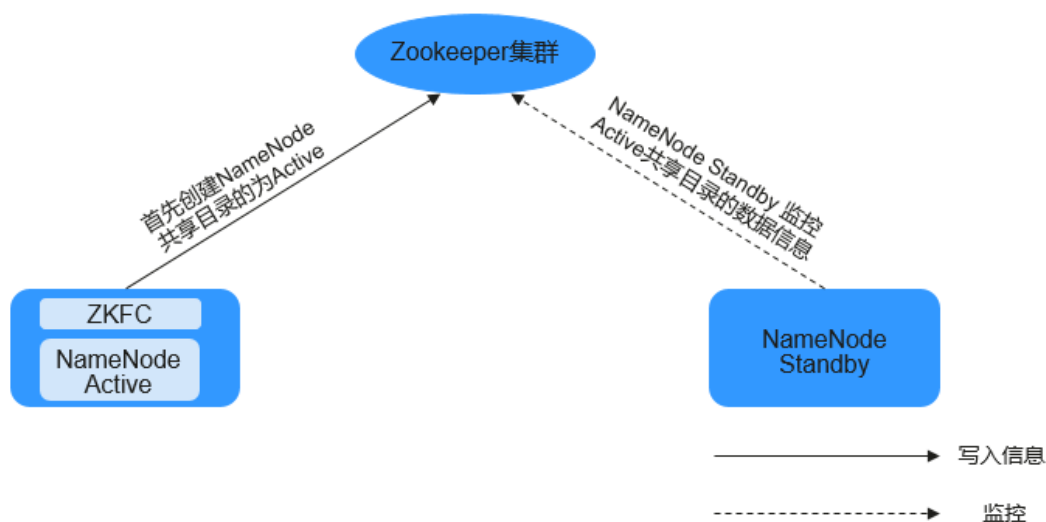 Zookeeper集群
首先创建NameNode
共享目录的为Active
NameNode Standby 监控
Active共享目录的数据信息
ZKFC
NameNode
Active
NameNode
Standby
写入信息
监控